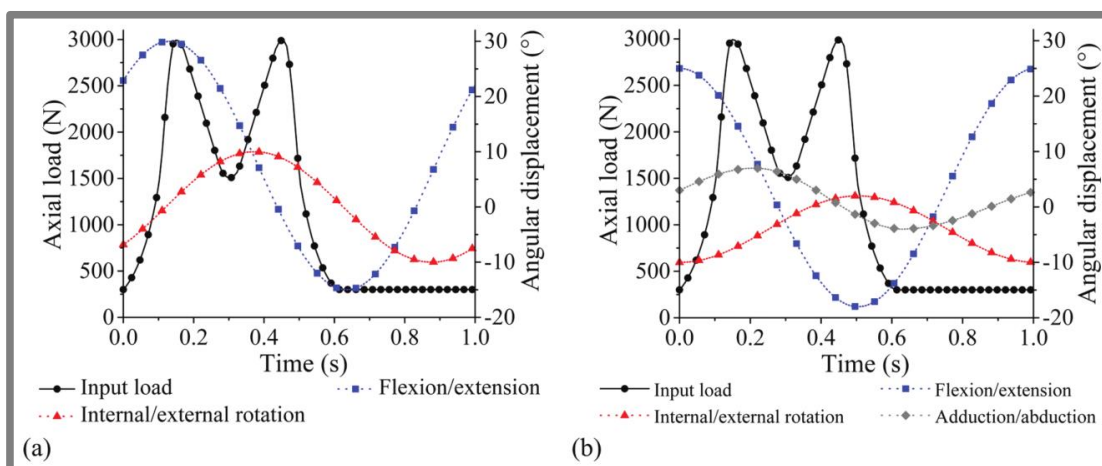 Axial load (N)
3000
2500
2000
1500
1000
500
0
30
20
10
0
-10
-20
Angular displacement (°)
0.0 0.2 0.4 0.6 0.8 1.0
Time (s)
Input load
Flexion/extension
Internal/external rotation
(a)
Axial load (N)
3000
2500
2000
1500
1000
500
0
30
20
10
0
-10
-20
Angular displacement (°)
0.0 0.2 0.4 0.6 0.8 1.0
Time (s)
Input load
Flexion/extension
Internal/external rotation
Adduction/abduction
(b)